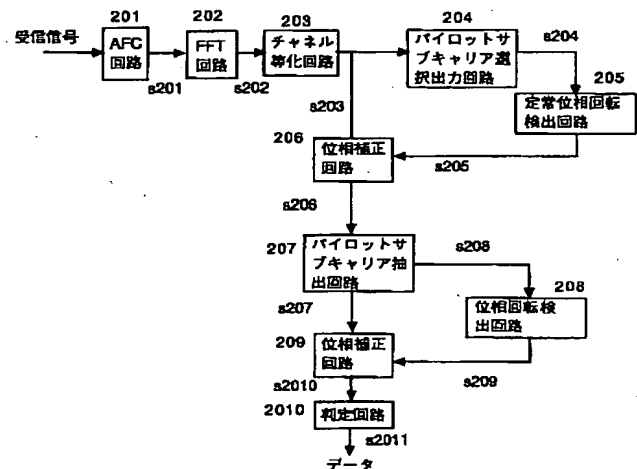 受信信号
201
AFC
回路
s201
202
FFT
回路
s202
203
チャネル
等化回路
s203
204
パイロットサ
ブキャリア選
択出力回路
s204
205
定常位相回転
検出回路
s205
206
位相補正
回路
s206
207
パイロットサ
ブキャリア抽
出回路
s208
s207
208
位相回転検
出回路
s209
209
位相補正
回路
s2010
2010
判定回路
s2011
データ